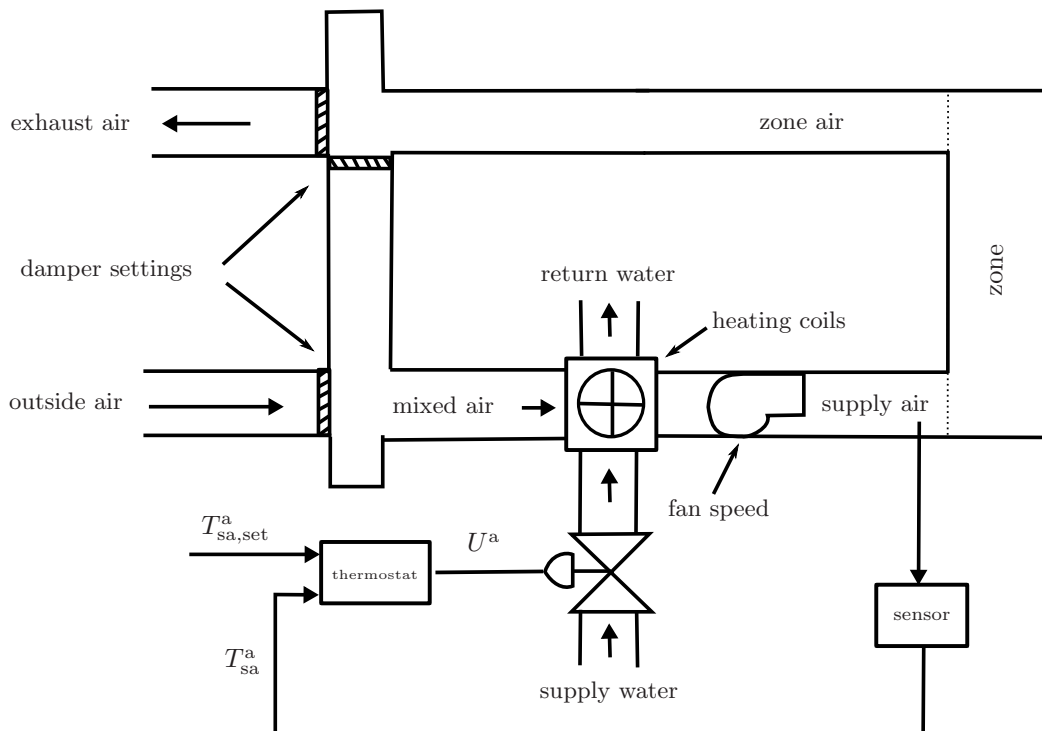 exhaust air
zone air
damper settings
return water
zone
heating coils
outside air
mixed air
supply air
fan speed
T^a_sa,set
U^a
thermostat
sensor
T^a_sa
supply water